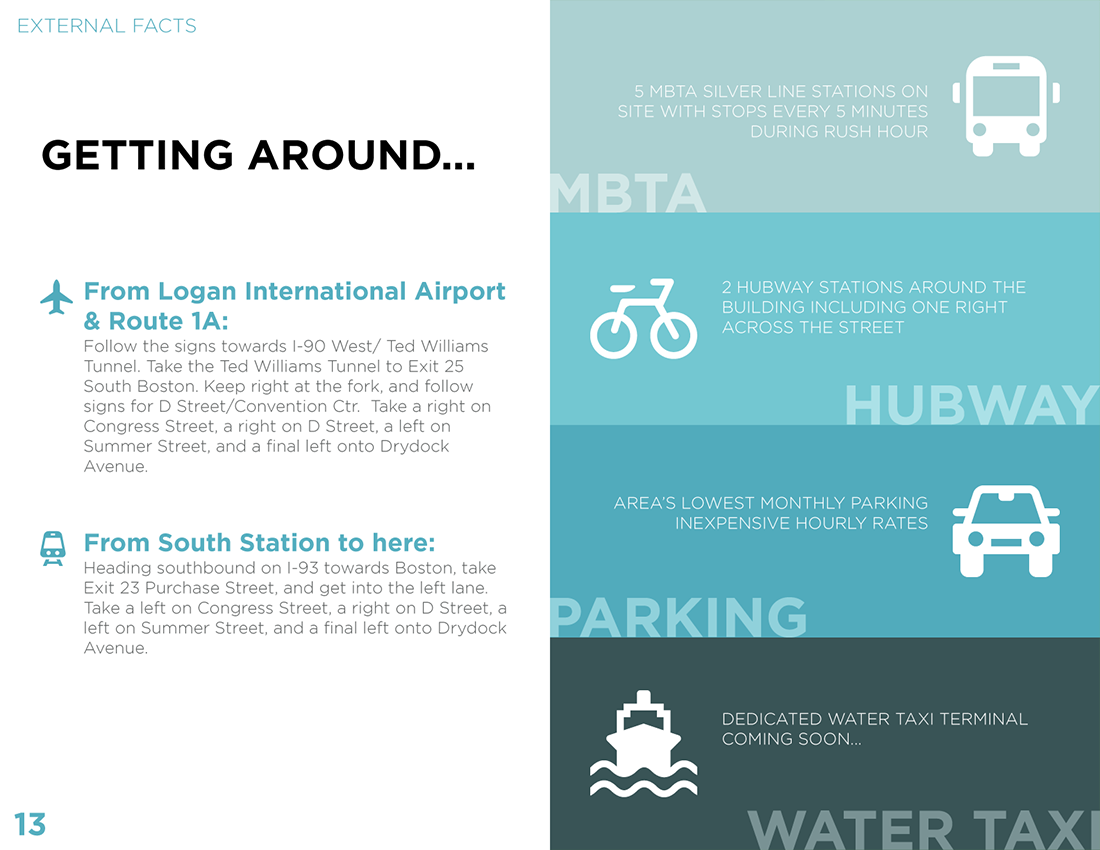 EXTERNAL FACTS
GETTING AROUND...
From Logan International Airport
& Route 1A:
Follow the signs towards I-90 West/ Ted Williams
Tunnel. Take the Ted Williams Tunnel to Exit 25
South Boston. Keep right at the fork, and follow
signs for D Street/Convention Ctr.  Take a right on
Congress Street, a right on D Street, a left on
Summer Street, and a final left onto Drydock
Avenue.
From South Station to here:
Heading southbound on I-93 towards Boston, take
Exit 23 Purchase Street, and get into the left lane.
Take a left on Congress Street, a right on D Street, a
left on Summer Street, and a final left onto Drydock
Avenue.
13
5 MBTA SILVER LINE STATIONS ON
SITE WITH STOPS EVERY 5 MINUTES
DURING RUSH HOUR
MBTA
2 HUBWAY STATIONS AROUND THE
BUILDING INCLUDING ONE RIGHT
ACROSS THE STREET
HUBWAY
AREA'S LOWEST MONTHLY PARKING
INEXPENSIVE HOURLY RATES
PARKING
DEDICATED WATER TAXI TERMINAL
COMING SOON...
WATER TAXI